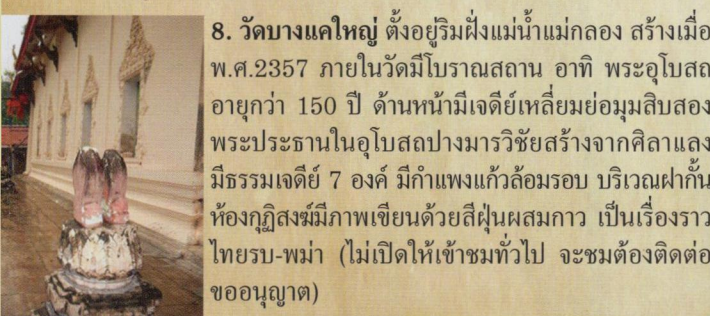 8. วัดบางแคใหญ่ ตั้งอยู่ริมฝั่งแม่น้ำแม่กลอง สร้างเมื่อ
พ.ศ.2357 ภายในวัดมีโบราณสถาน อาทิ พระอุโบสถ
อายุกว่า 150 ปี ด้านหน้ามีเจดีย์เหลี่ยมย่อมุมสิบสอง
พระประธานในอุโบสถปางมารวิชัยสร้างจากศิลาแลง
มีธรรมเจดีย์ 7 องค์ มีกำแพงแก้วล้อมรอบ บริเวณฝากั้น
ห้องกุฏิสงฆ์มีภาพเขียนด้วยสีฝุ่นผสมกาว เป็นเรื่องราว
ไทยรบ-พม่า (ไม่เปิดให้เข้าชมทั่วไป จะชมต้องติดต่อ
ขออนุญาต)